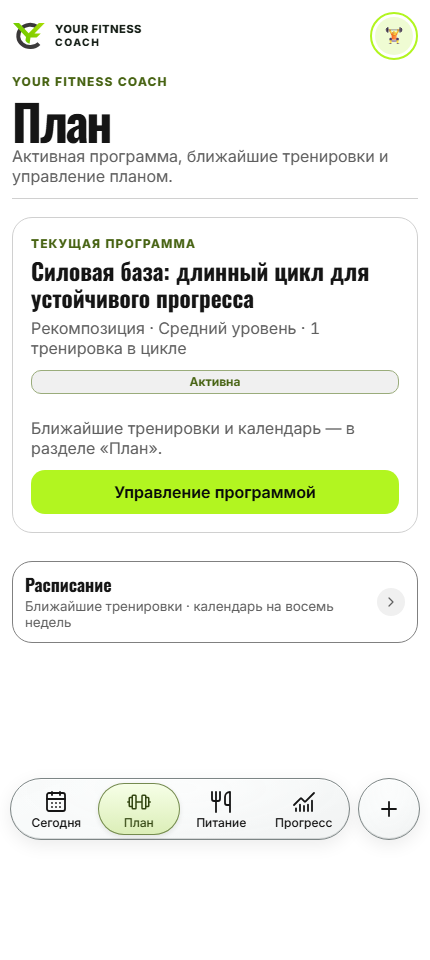 YOUR FITNESS
COACH
YOUR FITNESS COACH
План
Активная программа, ближайшие тренировки и
управление планом.
ТЕКУЩАЯ ПРОГРАММА
Силовая база: длинный цикл для
устойчивого прогресса
Рекомпозиция · Средний уровень · 1
тренировка в цикле
Активна
Ближайшие тренировки и календарь — в
разделе «План».
Управление программой
Расписание
Ближайшие тренировки · календарь на восемь
недель
Сегодня План Питание Прогресс